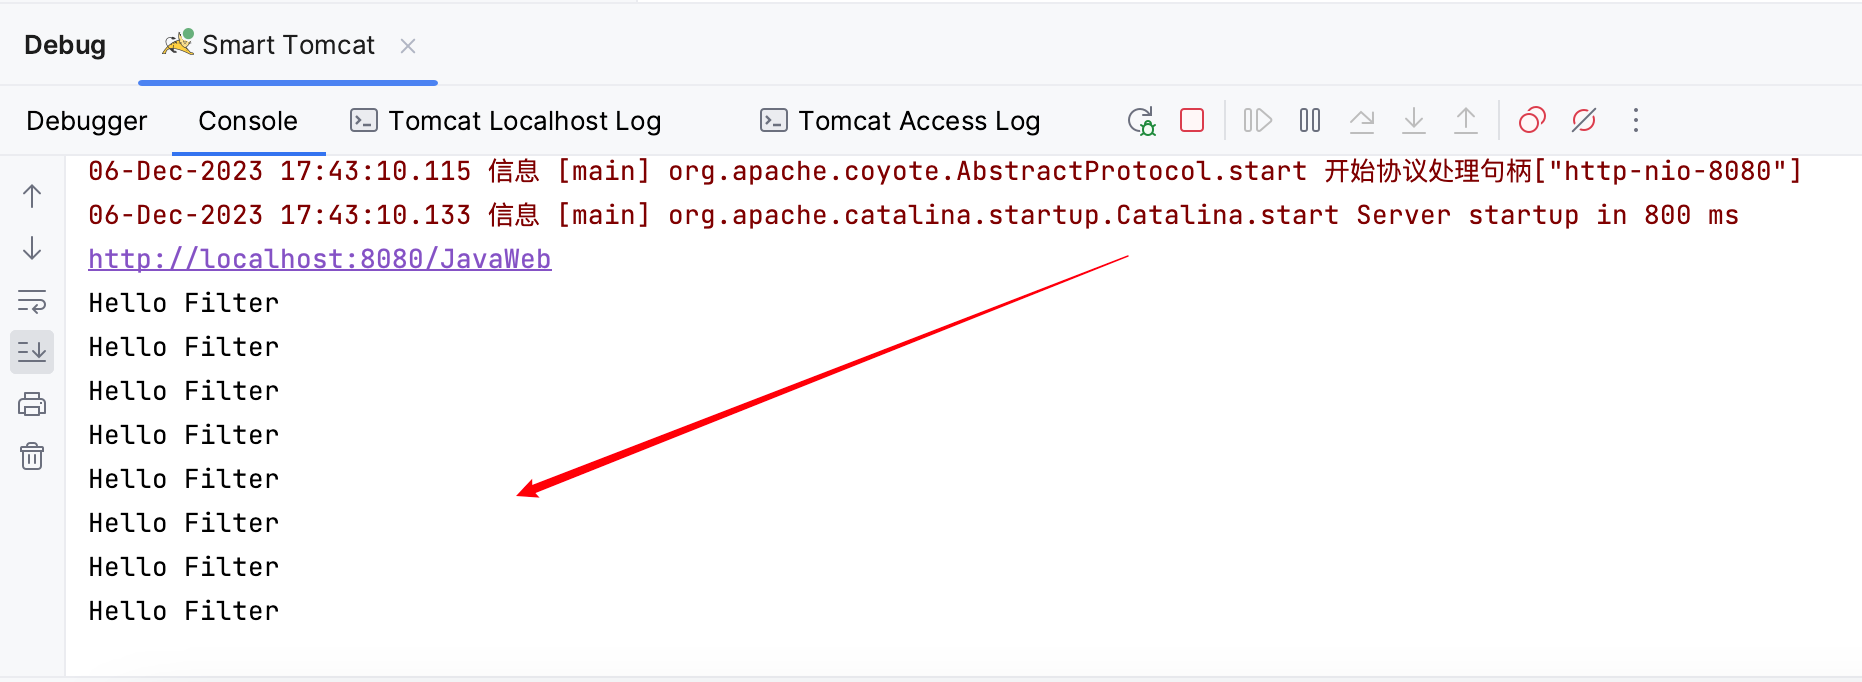 Debug Smart Tomcat
Debugger Console Tomcat Localhost Log Tomcat Access Log
06-Dec-2023 17:43:10.115 信息 [main] org.apache.coyote.AbstractProtocol.start 开始协议处理句柄["http-nio-8080"]
06-Dec-2023 17:43:10.133 信息 [main] org.apache.catalina.startup.Catalina.start Server startup in 800 ms
http://localhost:8080/JavaWeb
Hello Filter
Hello Filter
Hello Filter
Hello Filter
Hello Filter
Hello Filter
Hello Filter
Hello Filter